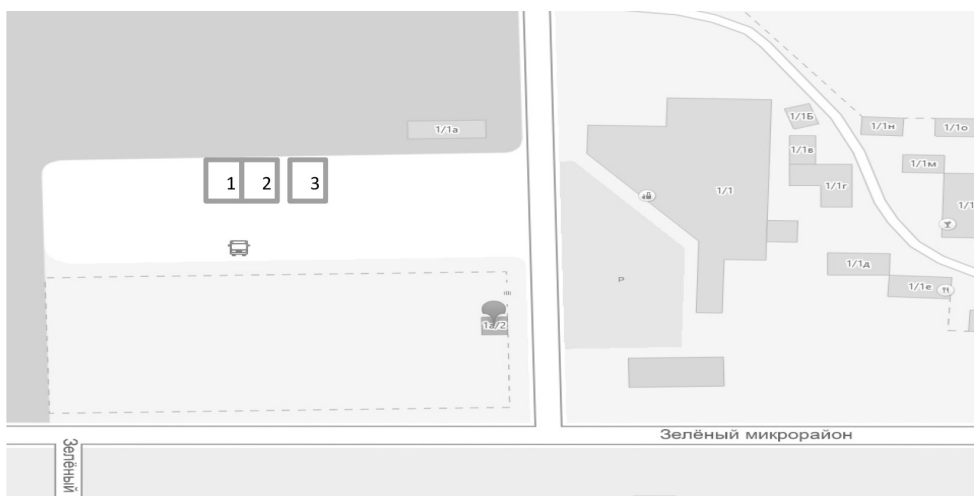 1/1а
1/1Б
1/1н
1/1о
1/1в
1/1м
1 2 3
1/1
1/1г
1/1
1/1д
P
1/1е
1а/2
Зелёный микрорайон
Зелёный